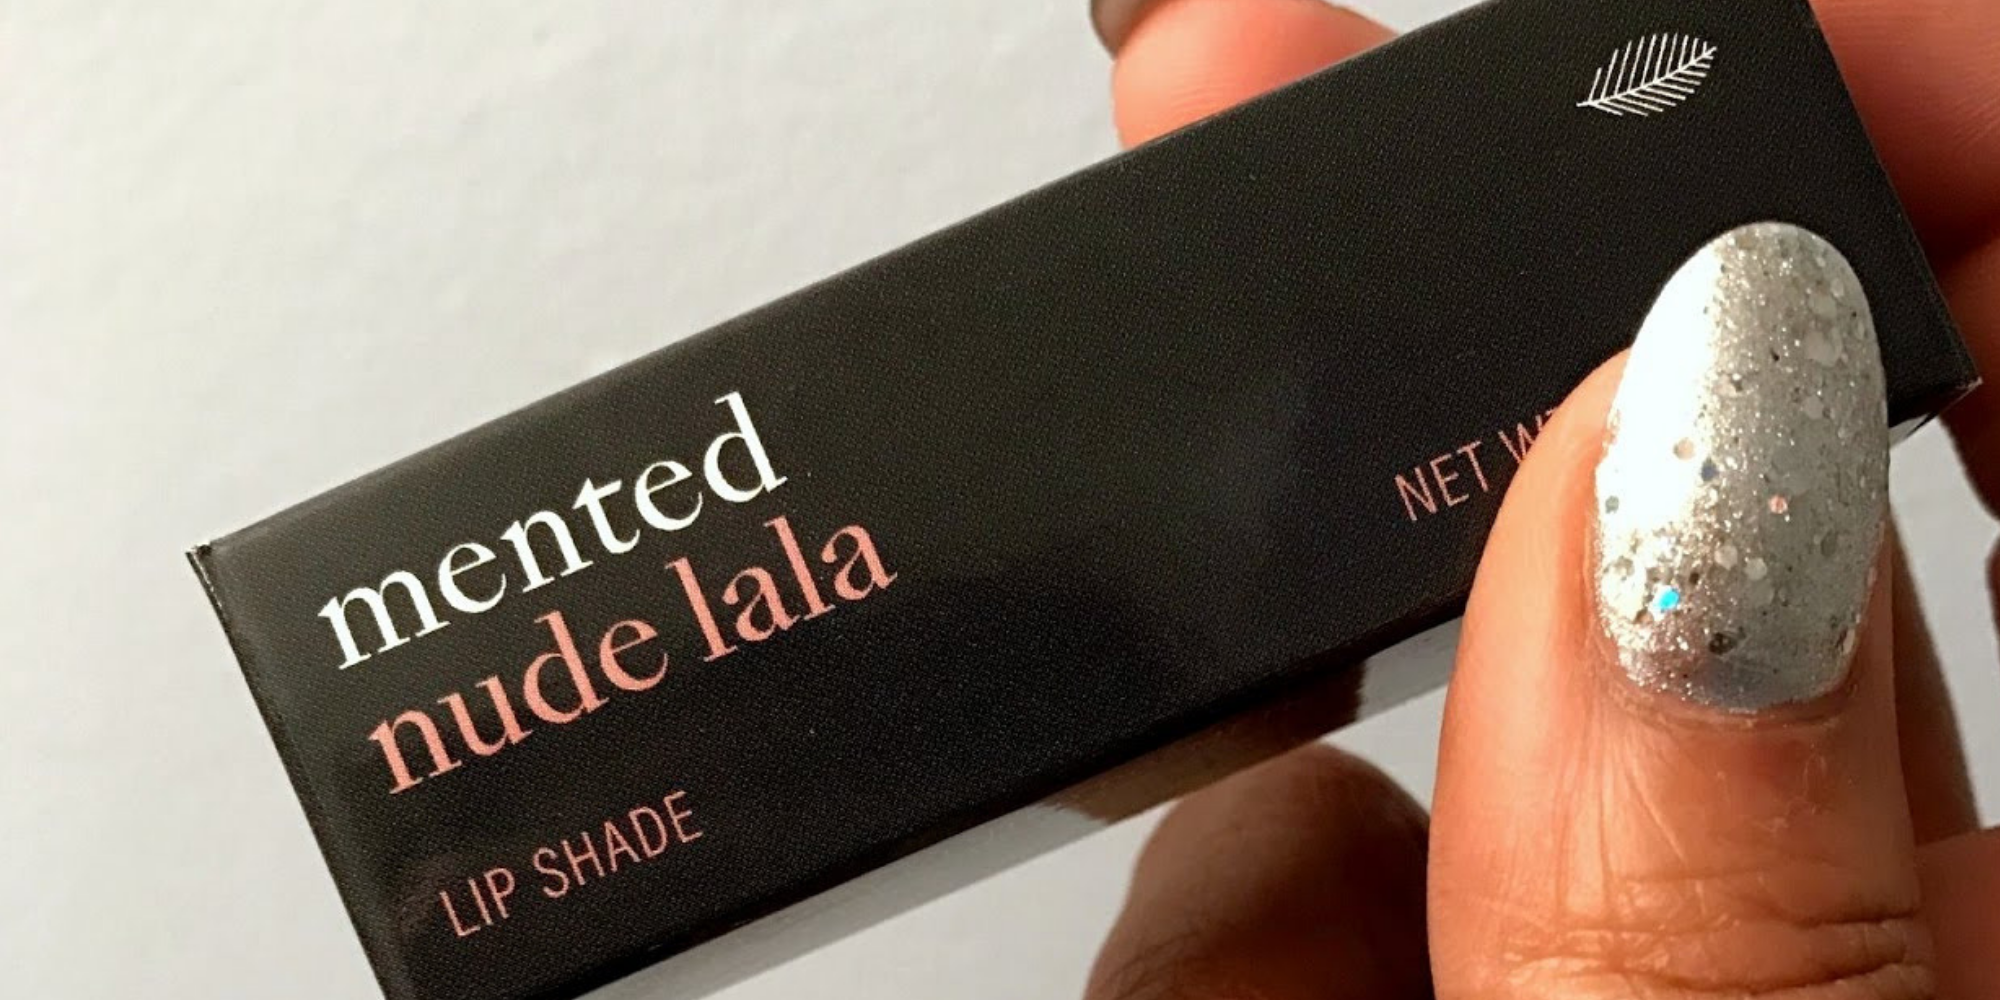 mented
nude lala
LIP SHADE
NET